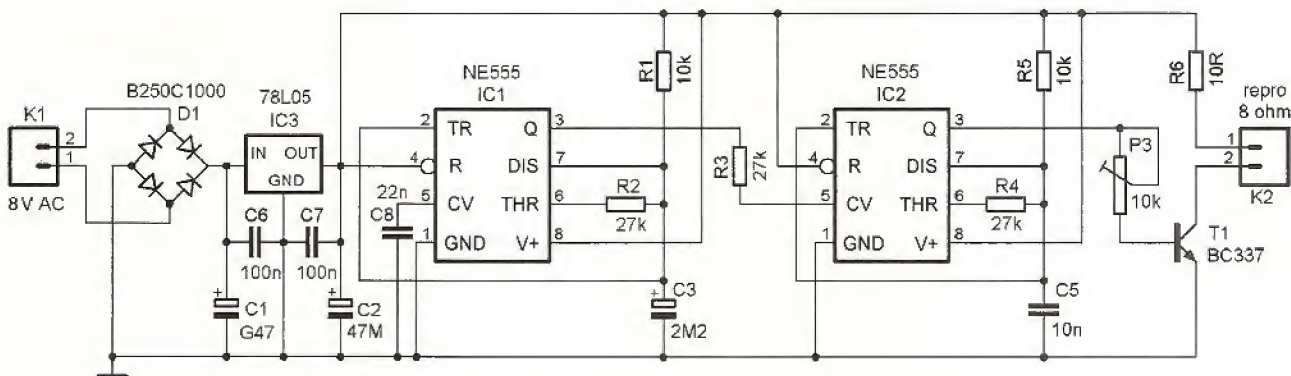 K1
2
1
8V AC
B250C1000
D1
78L05
IC3
IN OUT
GND
C6
100n
C7
100n
C1
G47
C2
47M
22n
C8
NE555
IC1
2 TR Q 3
4 R DIS 7
5 CV THR 6
1 GND V+ 8
R1
10k
R2
27k
C3
2M2
R3
27k
NE555
IC2
2 TR Q 3
4 R DIS 7
5 CV THR 6
1 GND V+ 8
R5
10k
R4
27k
C5
10n
P3
10k
R6
10R
T1
BC337
repro
8 ohm
1
2
K2
+
+
+